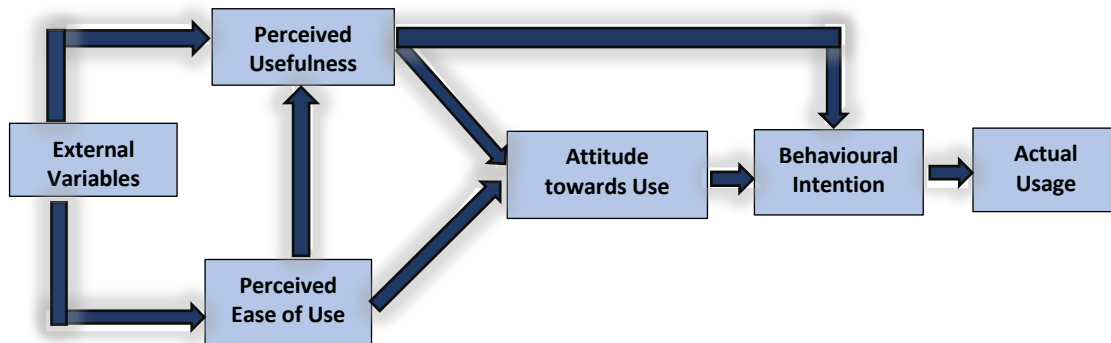 Perceived
Usefulness
External
Variables
Attitude
towards Use
Behavioural
Intention
Actual
Usage
Perceived
Ease of Use